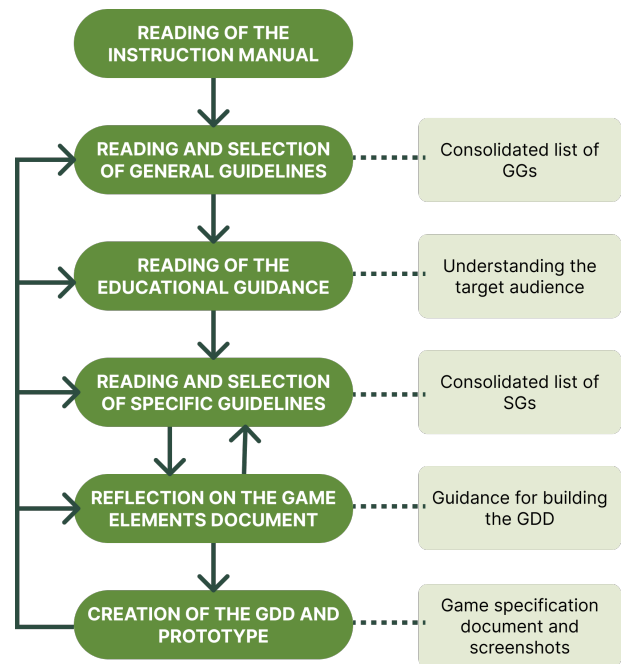 READING OF THE
INSTRUCTION MANUAL
READING AND SELECTION
OF GENERAL GUIDELINES
Consolidated list of
GGs
READING OF THE
EDUCATIONAL GUIDANCE
Understanding the
target audience
READING AND SELECTION
OF SPECIFIC GUIDELINES
Consolidated list of
SGs
REFLECTION ON THE GAME
ELEMENTS DOCUMENT
Guidance for building
the GDD
CREATION OF THE GDD AND
PROTOTYPE
Game specification
document and
screenshots